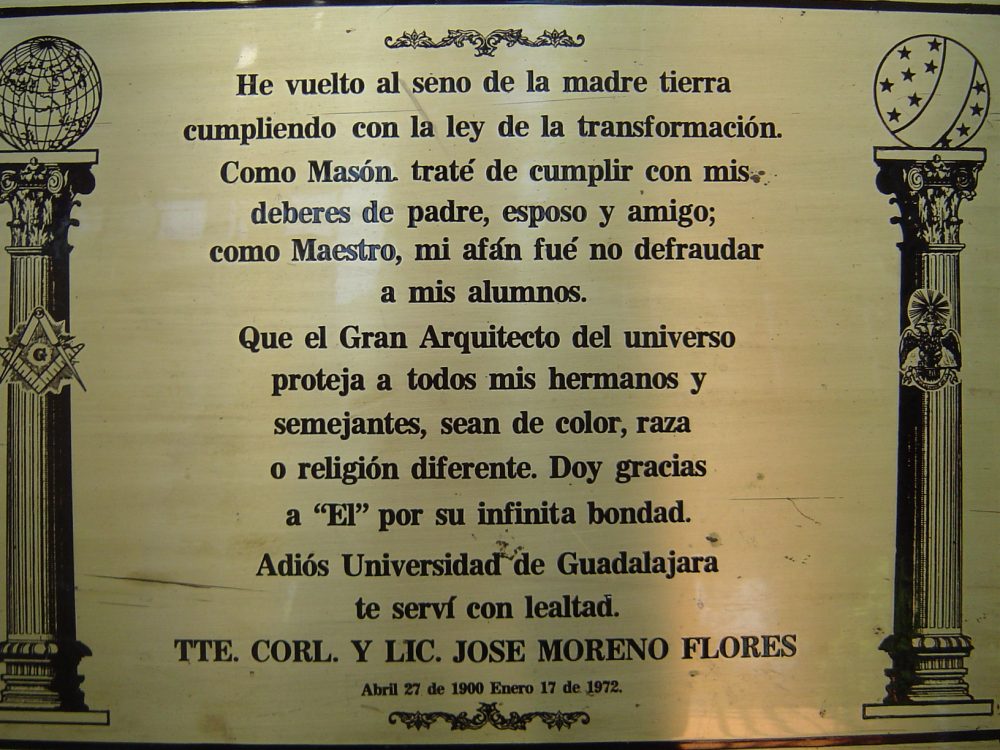 He vuelto al seno de la madre tierra
cumpliendo con la ley de la transformación.
Como Masón. traté de cumplir con mis
deberes de padre, esposo y amigo;
como Maestro, mi afán fué no defraudar
a mis alumnos.
Que el Gran Arquitecto del universo
proteja a todos mis hermanos y
semejantes, sean de color, raza
o religión diferente. Doy gracias
a “El” por su infinita bondad.
Adiós Universidad de Guadalajara
te serví con lealtad.
TTE. CORL. Y LIC. JOSE MORENO FLORES
Abril 27 de 1900 Enero 17 de 1972.
G